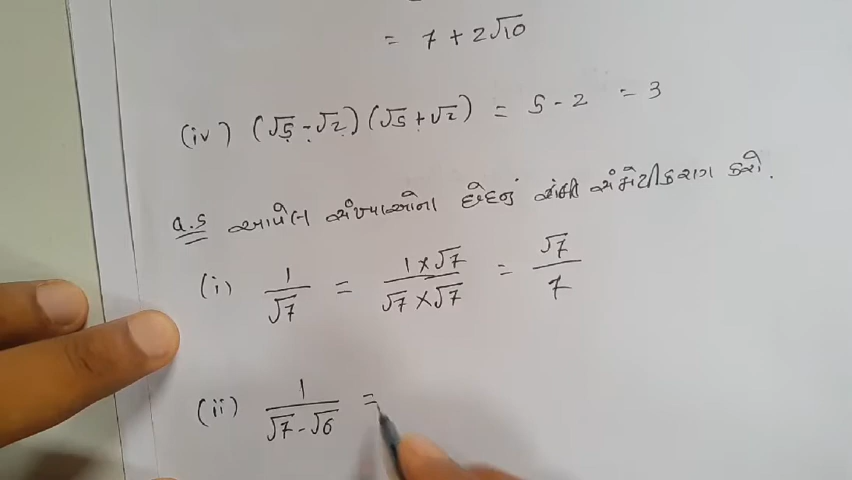 = 7 + 2√10
(iv) (√5 - √2) (√5 + √2) = 5 - 2 = 3
Q.5 આપેલ સંખ્યાઓના છેદનું સંમેયીકરણ કરો.
(i) 1/√7 = 1×√7/√7×√7 = √7/7
(ii) 1/√7-√6 =